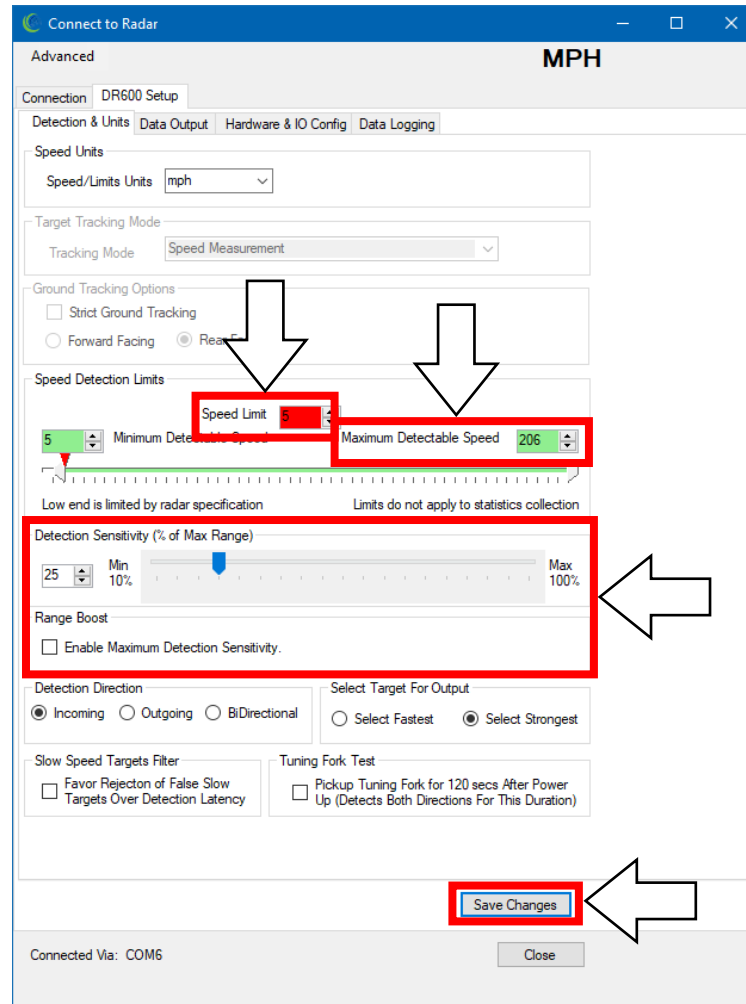 Connect to Radar
Advanced
MPH
Connection DR600 Setup
Detection & Units Data Output Hardware & IO Config Data Logging
Speed Units
Speed/Limits Units mph
Target Tracking Mode
Tracking Mode Speed Measurement
Ground Tracking Options
Strict Ground Tracking
Forward Facing
Speed Detection Limits
Speed Limit 5
5 Minimum Detectable Speed Maximum Detectable Speed 206
Low end is limited by radar specification Limits do not apply to statistics collection
Detection Sensitivity (% of Max Range)
25 Min 10% Max 100%
Range Boost
Enable Maximum Detection Sensitivity.
Detection Direction Select Target For Output
Incoming Outgoing BiDirectional Select Fastest Select Strongest
Slow Speed Targets Filter Tuning Fork Test
Favor Rejecton of False Slow
Targets Over Detection Latency
Pickup Tuning Fork for 120 secs After Power
Up (Detects Both Directions For This Duration)
Save Changes
Connected Via: COM6 Close